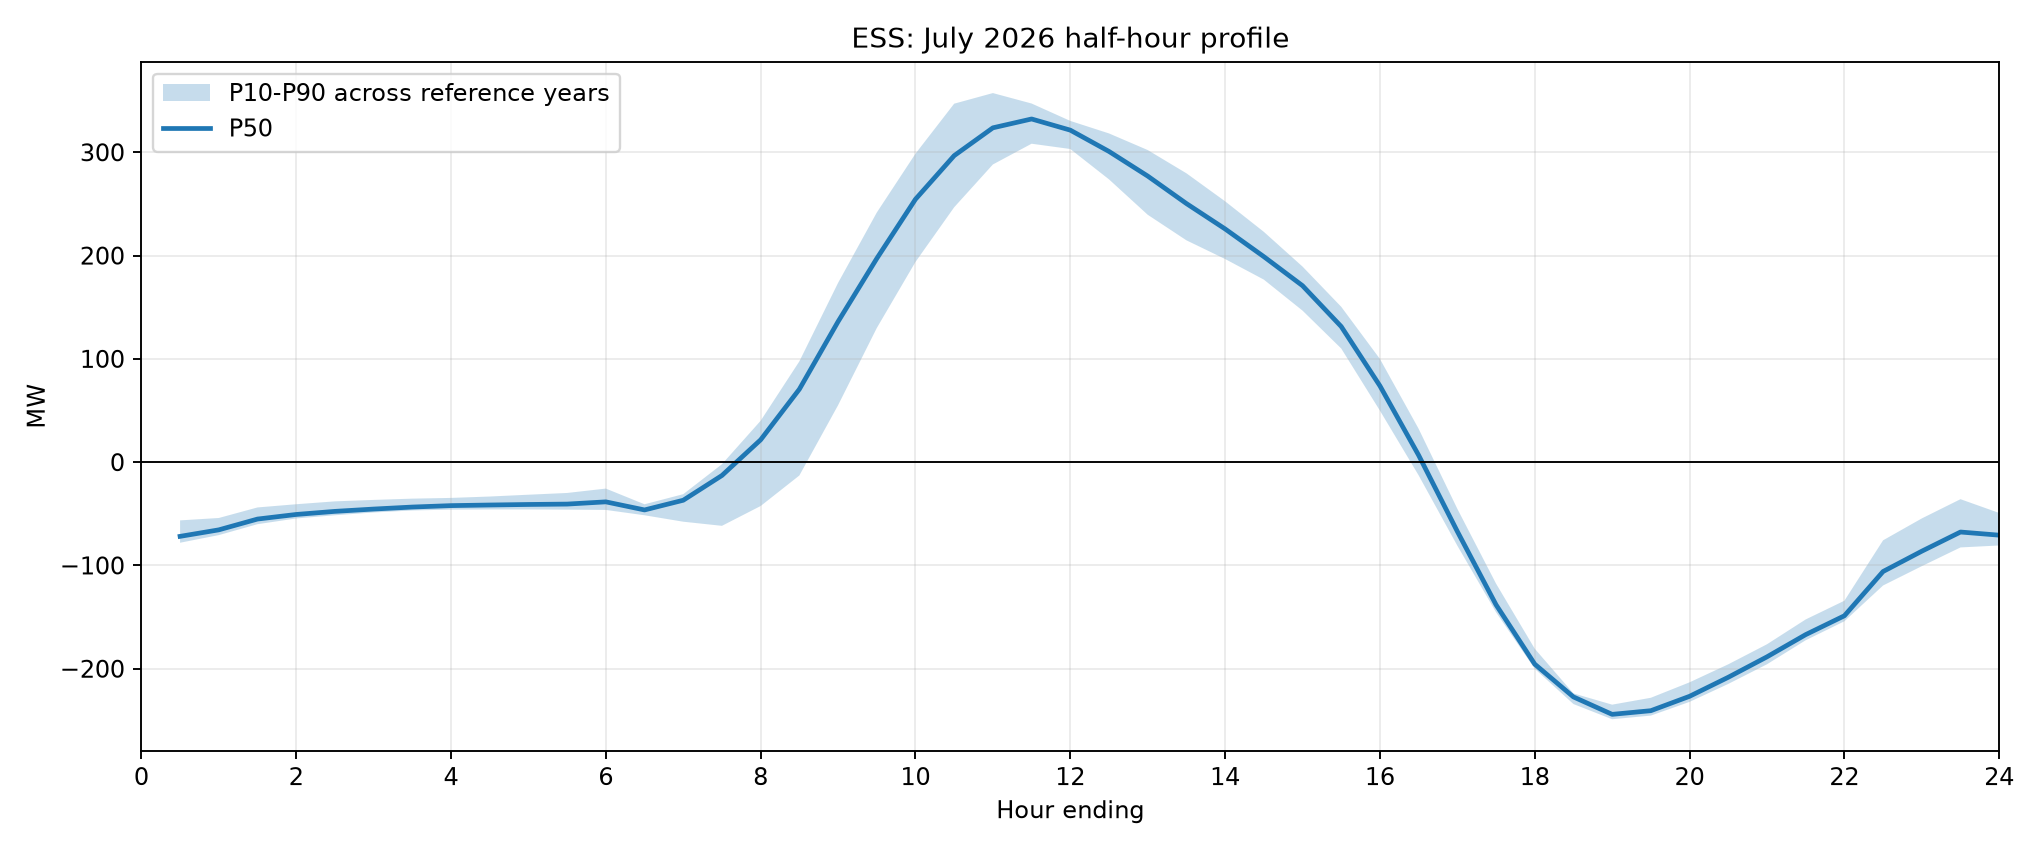 ESS: July 2026 half-hour profile
P10-P90 across reference years
P50
MW
300
200
100
0
−100
−200
0 2 4 6 8 10 12 14 16 18 20 22 24
Hour ending